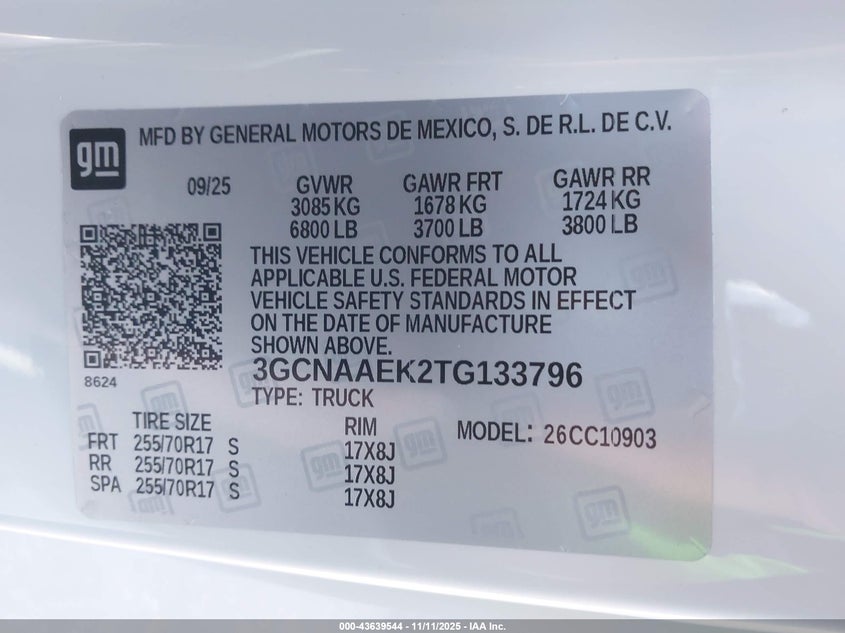 gm
MFD BY GENERAL MOTORS DE MEXICO, S. DE R.L. DE C.V.
09/25 GVWR GAWR FRT GAWR RR
3085 KG 1678 KG 1724 KG
6800 LB 3700 LB 3800 LB
THIS VEHICLE CONFORMS TO ALL
APPLICABLE U.S. FEDERAL MOTOR
VEHICLE SAFETY STANDARDS IN EFFECT
ON THE DATE OF MANUFACTURE
SHOWN ABOVE.
8624
3GCNAAEK2TG133796
TYPE: TRUCK
TIRE SIZE RIM MODEL: 26CC10903
FRT 255/70R17 S 17X8J
RR 255/70R17 S 17X8J
SPA 255/70R17 S 17X8J
000-43639544 - 11/11/2025 - IAA Inc.